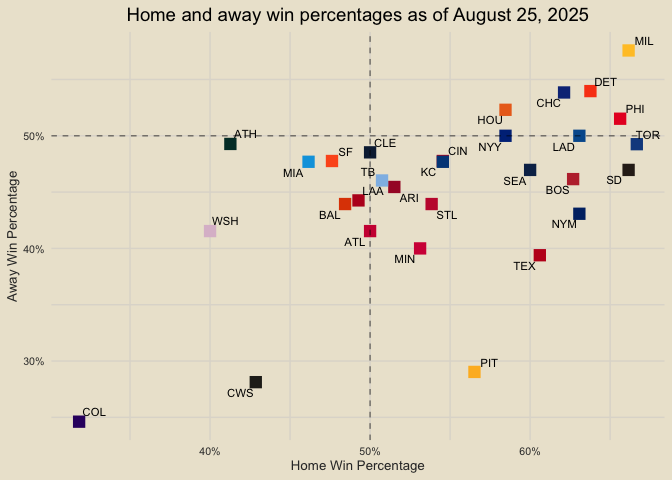 Home and away win percentages as of August 25, 2025
MIL
DET
CHC
PHI
HOU
50%
ATH
TOR
CLE
NYY
LAD
SF
CIN
MIA
TB
KC
SEA
SD
LAA
BOS
ARI
BAL
STL
WSH
NYM
ATL
40%
MIN
TEX
30%
PIT
CWS
COL
Away Win Percentage
40%
50%
60%
Home Win Percentage